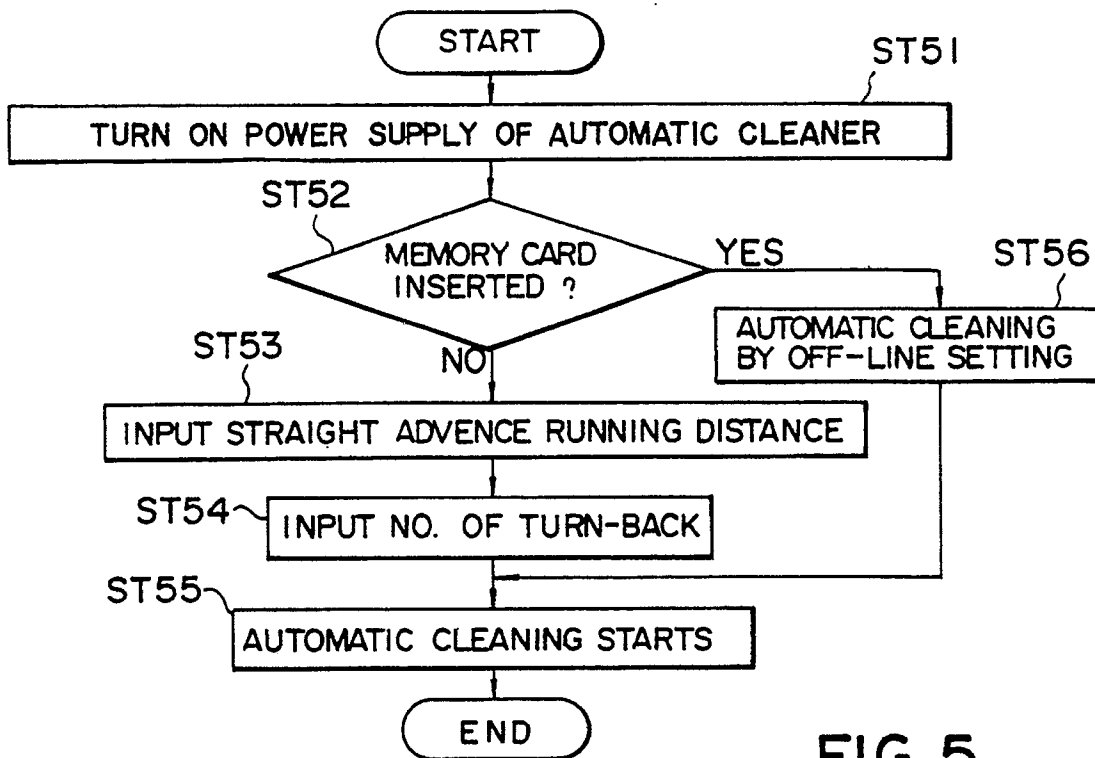 START
ST51
TURN ON POWER SUPPLY OF AUTOMATIC CLEANER
ST52
MEMORY CARD
INSERTED ?
YES
ST56
AUTOMATIC CLEANING
BY OFF-LINE SETTING
NO
ST53
INPUT STRAIGHT ADVENCE RUNNING DISTANCE
ST54
INPUT NO. OF TURN-BACK
ST55
AUTOMATIC CLEANING STARTS
END
FIG.5